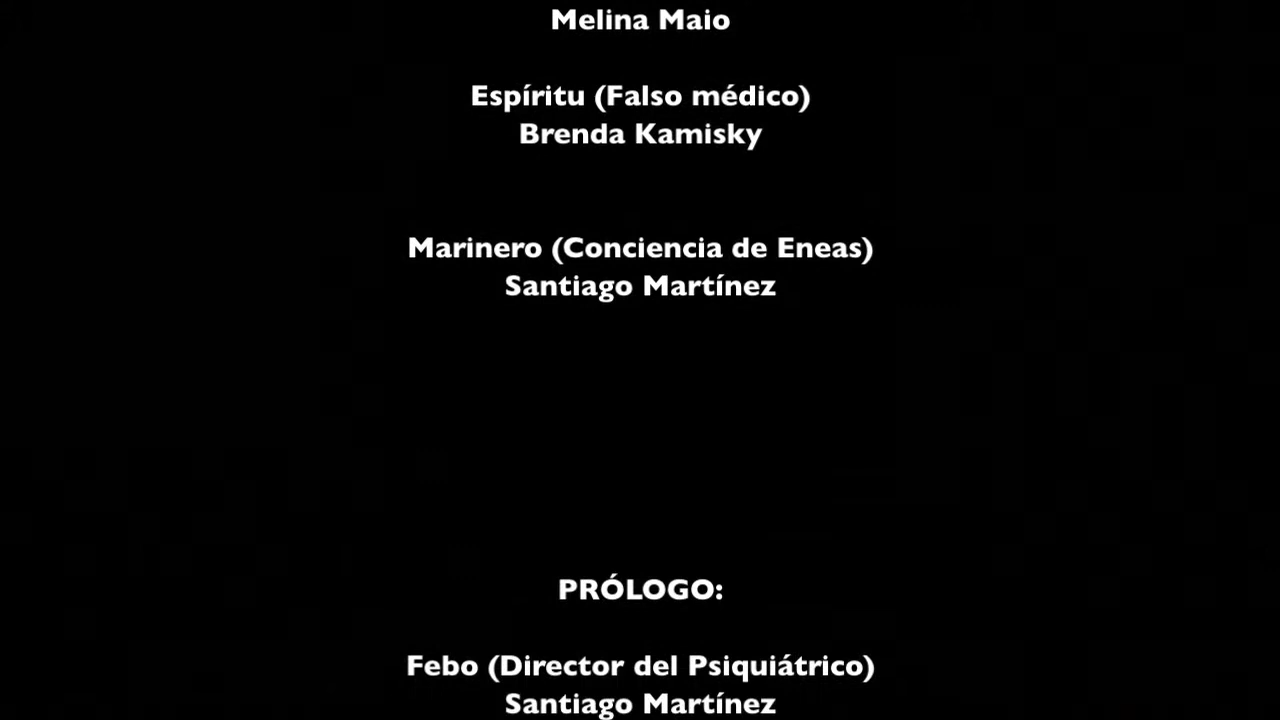 Melina Maio
Espíritu (Falso médico)
Brenda Kamisky
Marinero (Conciencia de Eneas)
Santiago Martínez
PRÓLOGO:
Febo (Director del Psiquiátrico)
Santiago Martínez